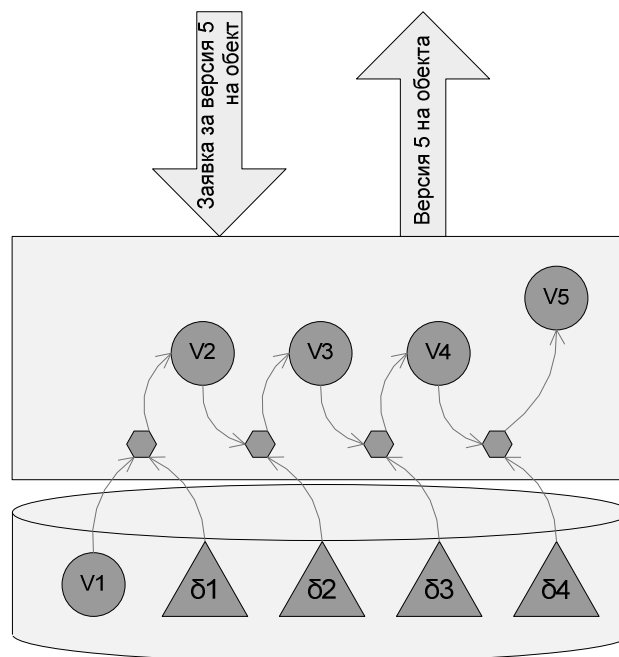 Заявка за версия 5
на обект
Версия 5 на обекта
V5
V2
V3
V4
V1
δ1
δ2
δ3
δ4